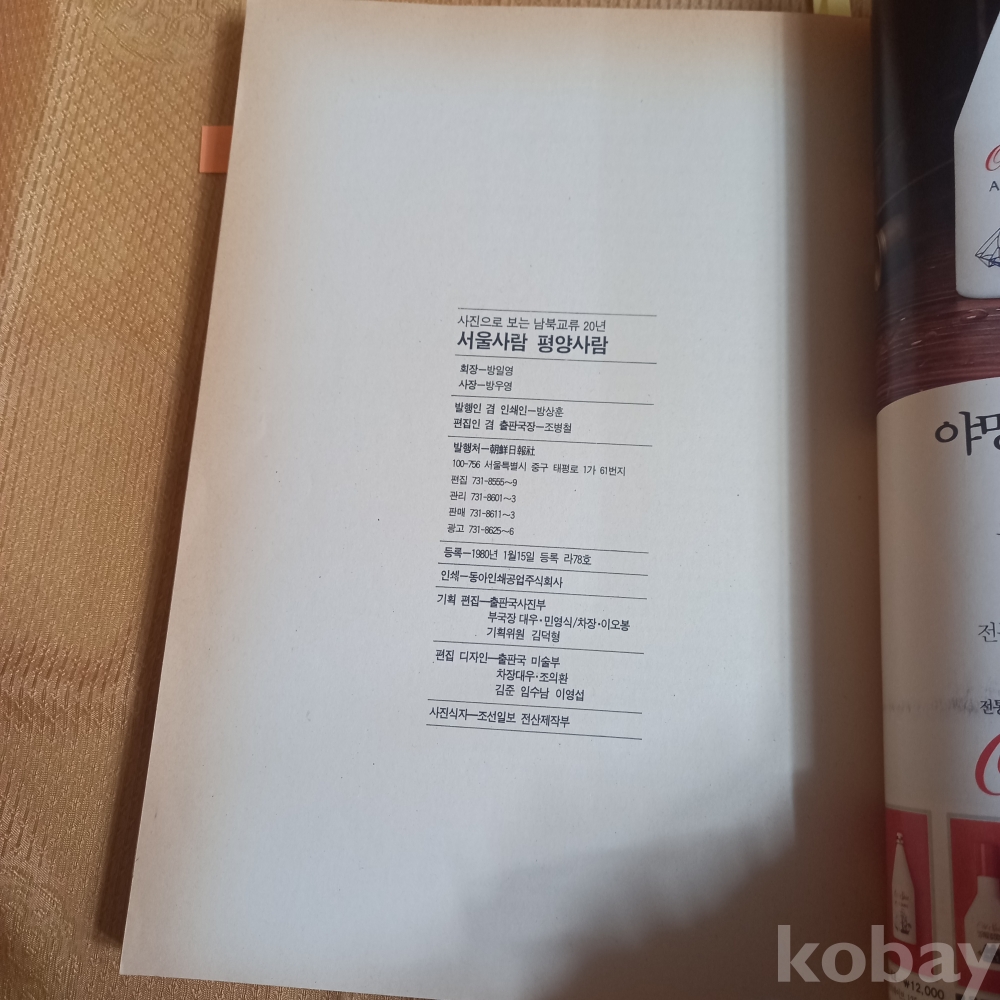 사진으로 보는 남북교류 20년
서울사람 평양사람
회장—방일영
사장—방우영
발행인 겸 인쇄인—방상훈
편집인 겸 출판국장—조병철
발행처—朝鮮日報社
100-756 서울특별시 중구 태평로 1가 61번지
편집 731-8555~9
관리 731-8601~3
판매 731-8611~3
광고 731-8625~6
등록—1980년 1월15일 등록 라78호
인쇄—동아인쇄공업주식회사
기획 편집—출판국사진부
부국장 대우·민영식/차장·이오봉
기획위원 김덕형
편집 디자인—출판국 미술부
차장대우·조의환
김준 임수남 이영섭
사진식자—조선일보 전산제작부
₩12,000
kobay